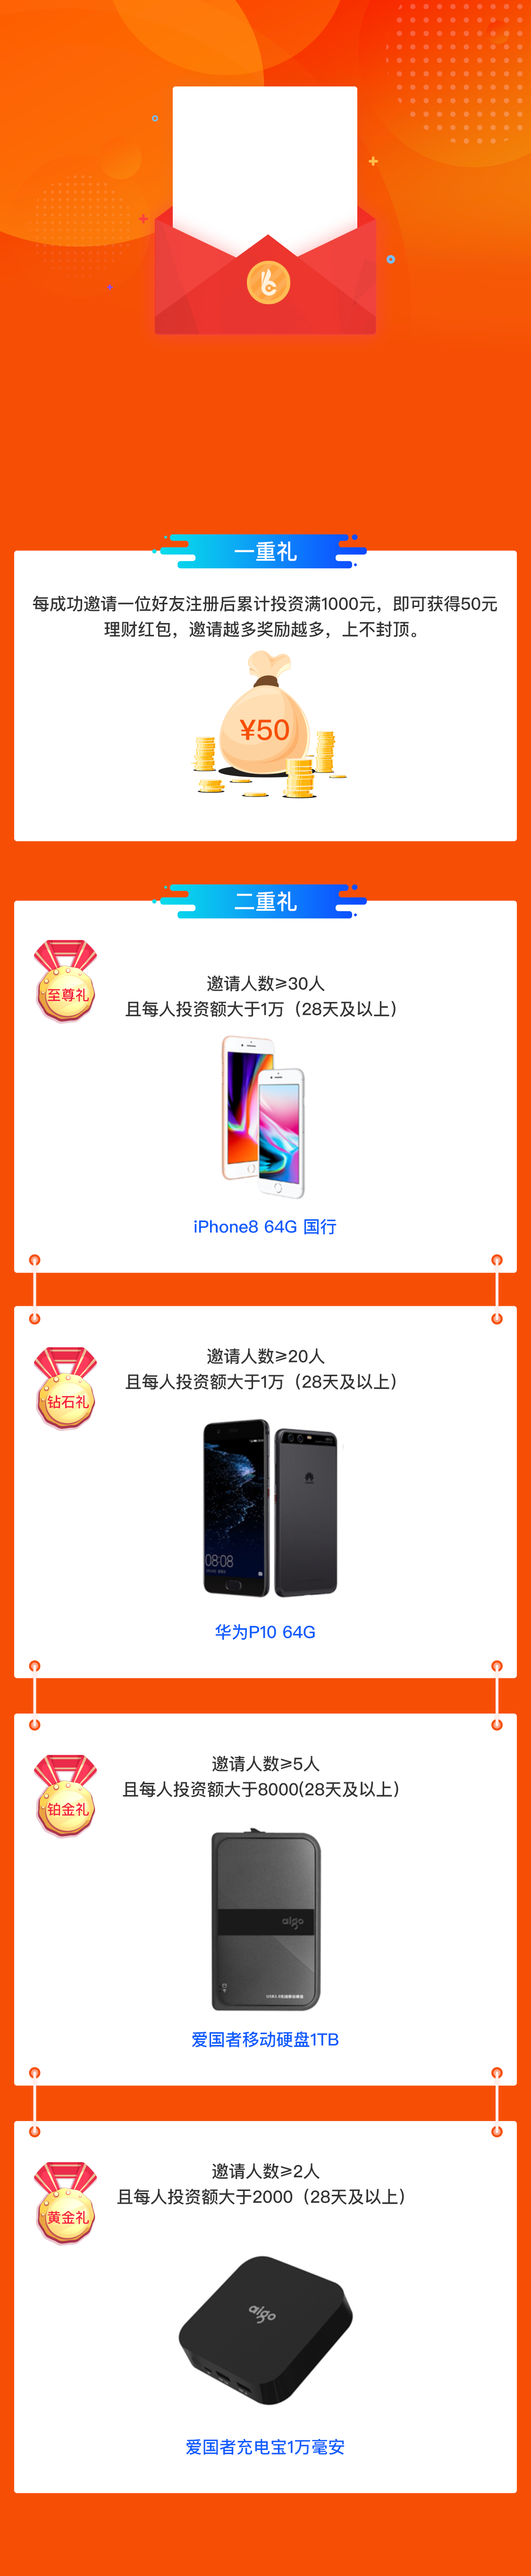 一重礼
每成功邀请一位好友注册后累计投资满1000元，即可获得50元
理财红包，邀请越多奖励越多，上不封顶。
¥50
二重礼
至尊礼
邀请人数≥30人
且每人投资额大于1万（28天及以上）
iPhone8 64G 国行
钻石礼
邀请人数≥20人
且每人投资额大于1万（28天及以上）
08:08
华为P10 64G
铂金礼
邀请人数≥5人
且每人投资额大于8000(28天及以上）
aigo
爱国者移动硬盘1TB
黄金礼
邀请人数≥2人
且每人投资额大于2000（28天及以上）
aigo
爱国者充电宝1万毫安